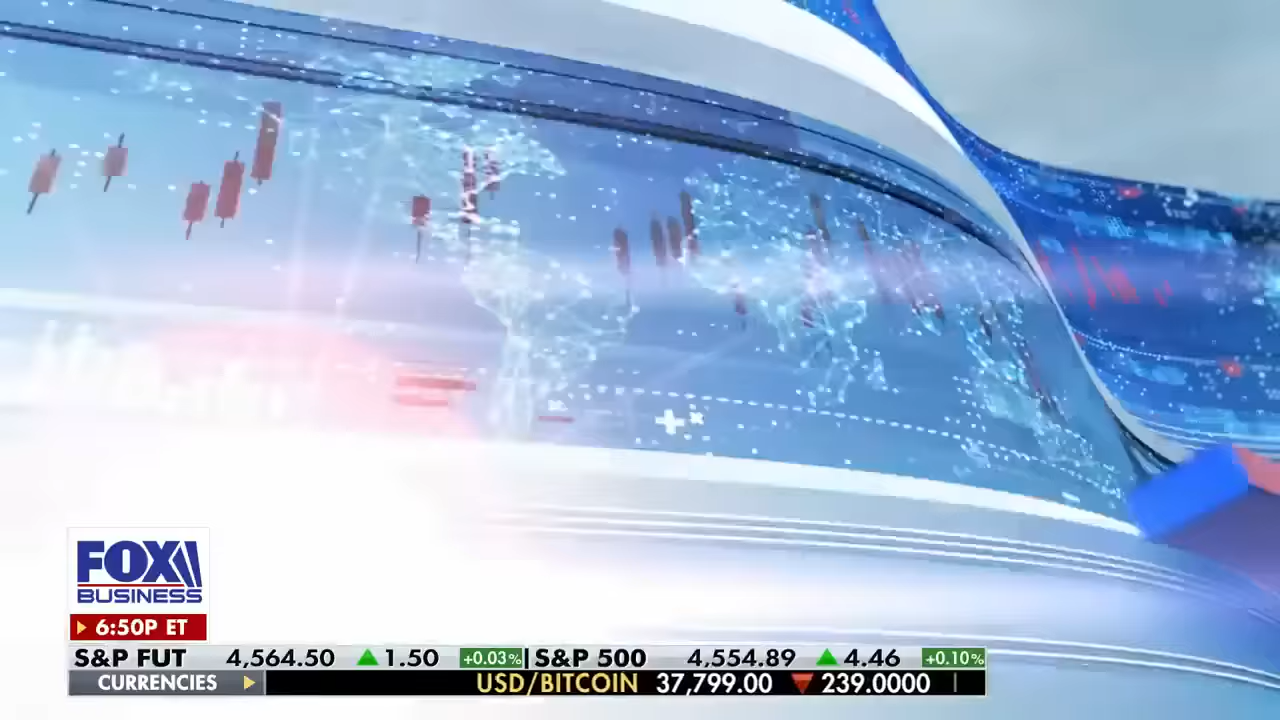 FOX
BUSINESS
6:50P ET
S&P FUT 4,564.50 1.50 +0.03% S&P 500 4,554.89 4.46 +0.10%
CURRENCIES USD/BITCOIN 37,799.00 239.0000